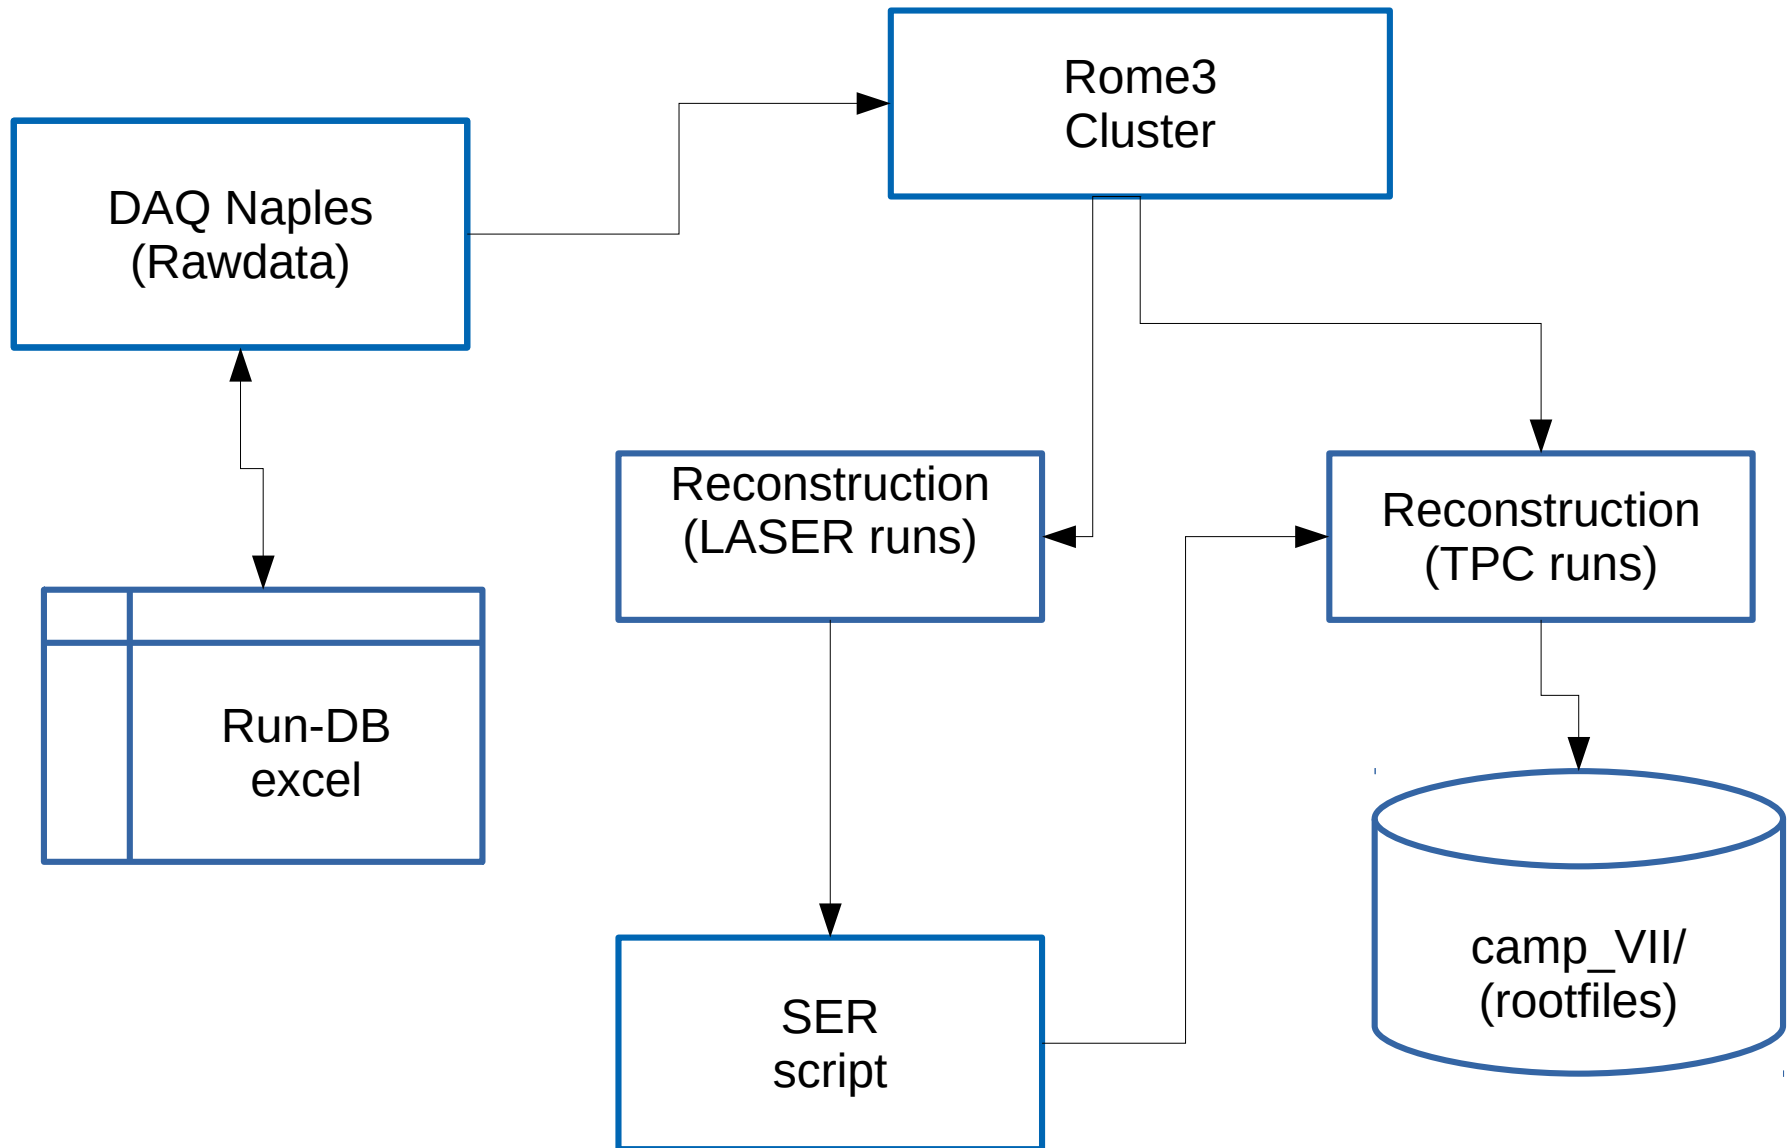 Rome3
Cluster
DAQ Naples
(Rawdata)
Reconstruction
(LASER runs)
Reconstruction
(TPC runs)
Run-DB
excel
camp_VII/
(rootfiles)
SER
script